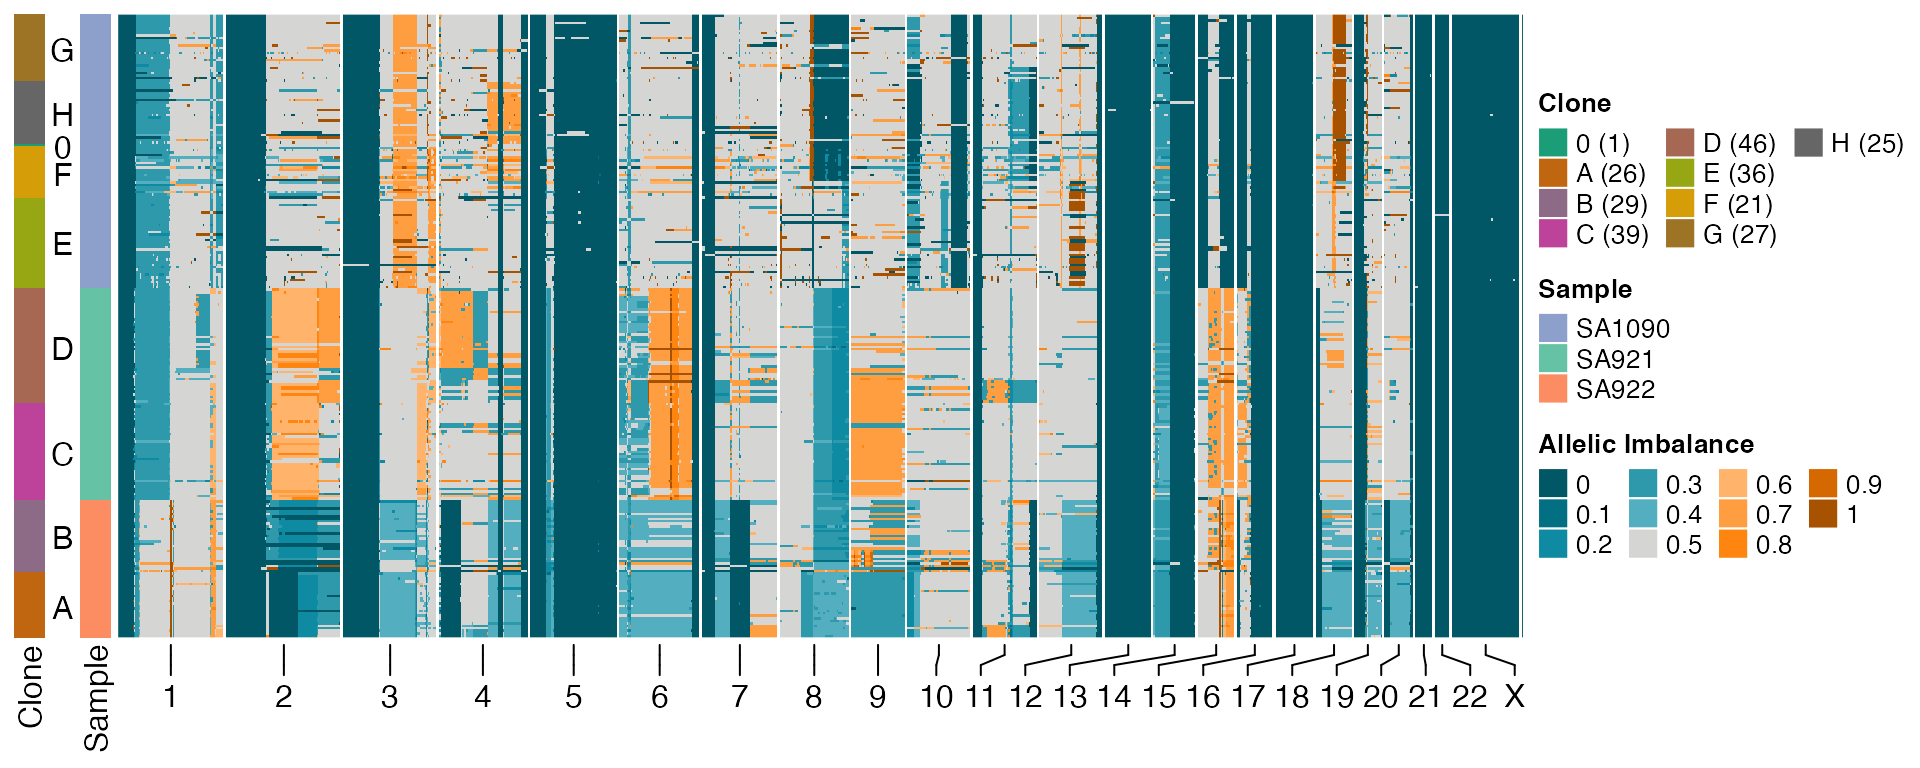 G
H
0
F
E
D
C
B
A
Clone
Sample
1 2 3 4 5 6 7 8 9 10 11 12 13 14 15 16 17 18 19 20 21 22 X
Clone
0 (1) D (46) H (25)
A (26) E (36)
B (29) F (21)
C (39) G (27)
Sample
SA1090
SA921
SA922
Allelic Imbalance
0 0.3 0.6 0.9
0.1 0.4 0.7 1
0.2 0.5 0.8